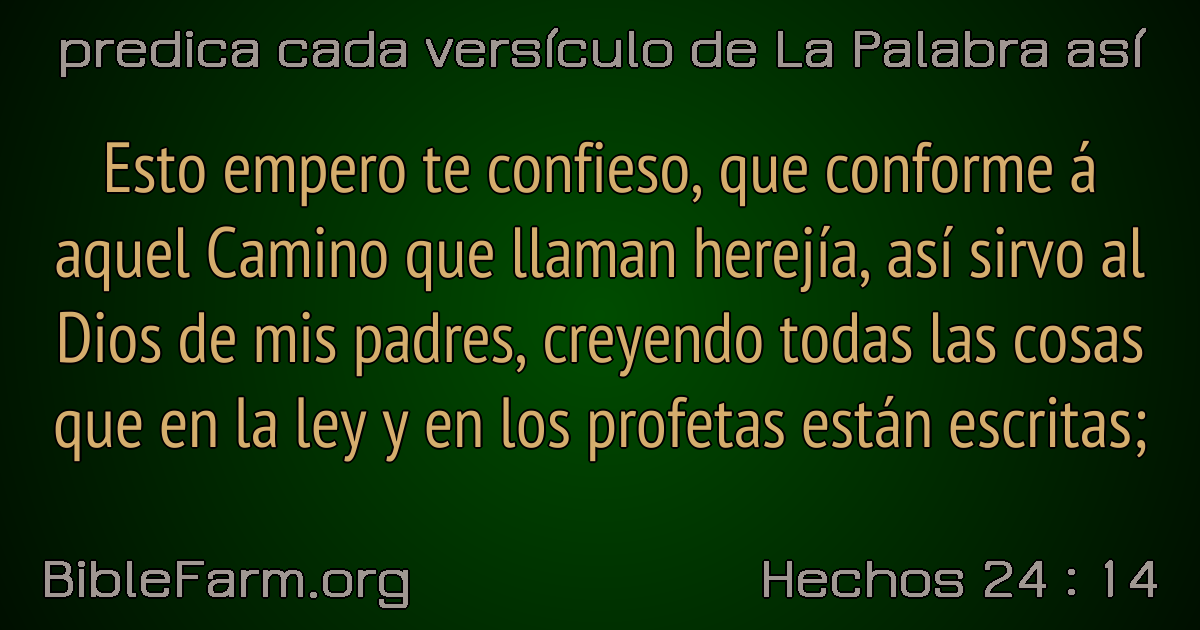 predica cada versículo de La Palabra así
Esto empero te confieso, que conforme á
aquel Camino que llaman herejía, así sirvo al
Dios de mis padres, creyendo todas las cosas
que en la ley y en los profetas están escritas;
BibleFarm.org
Hechos 24 : 14